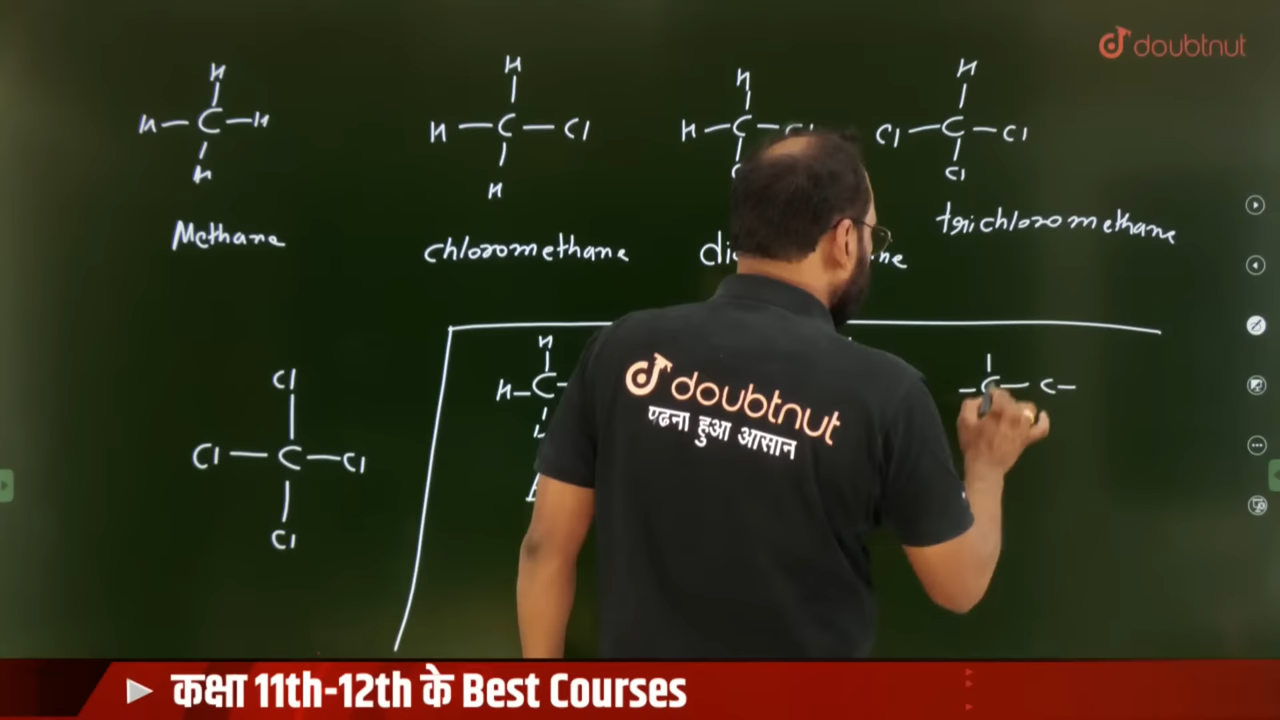 doubtnut
H H H H
H C H H C Cl H C Cl C Cl
H H Cl
Methane
chloromethane
trichloromethane
Cl
Cl C Cl
Cl
H
H C
C C
doubtnut
पढना हुआ आसान
कक्षा 11th-12th के Best Courses